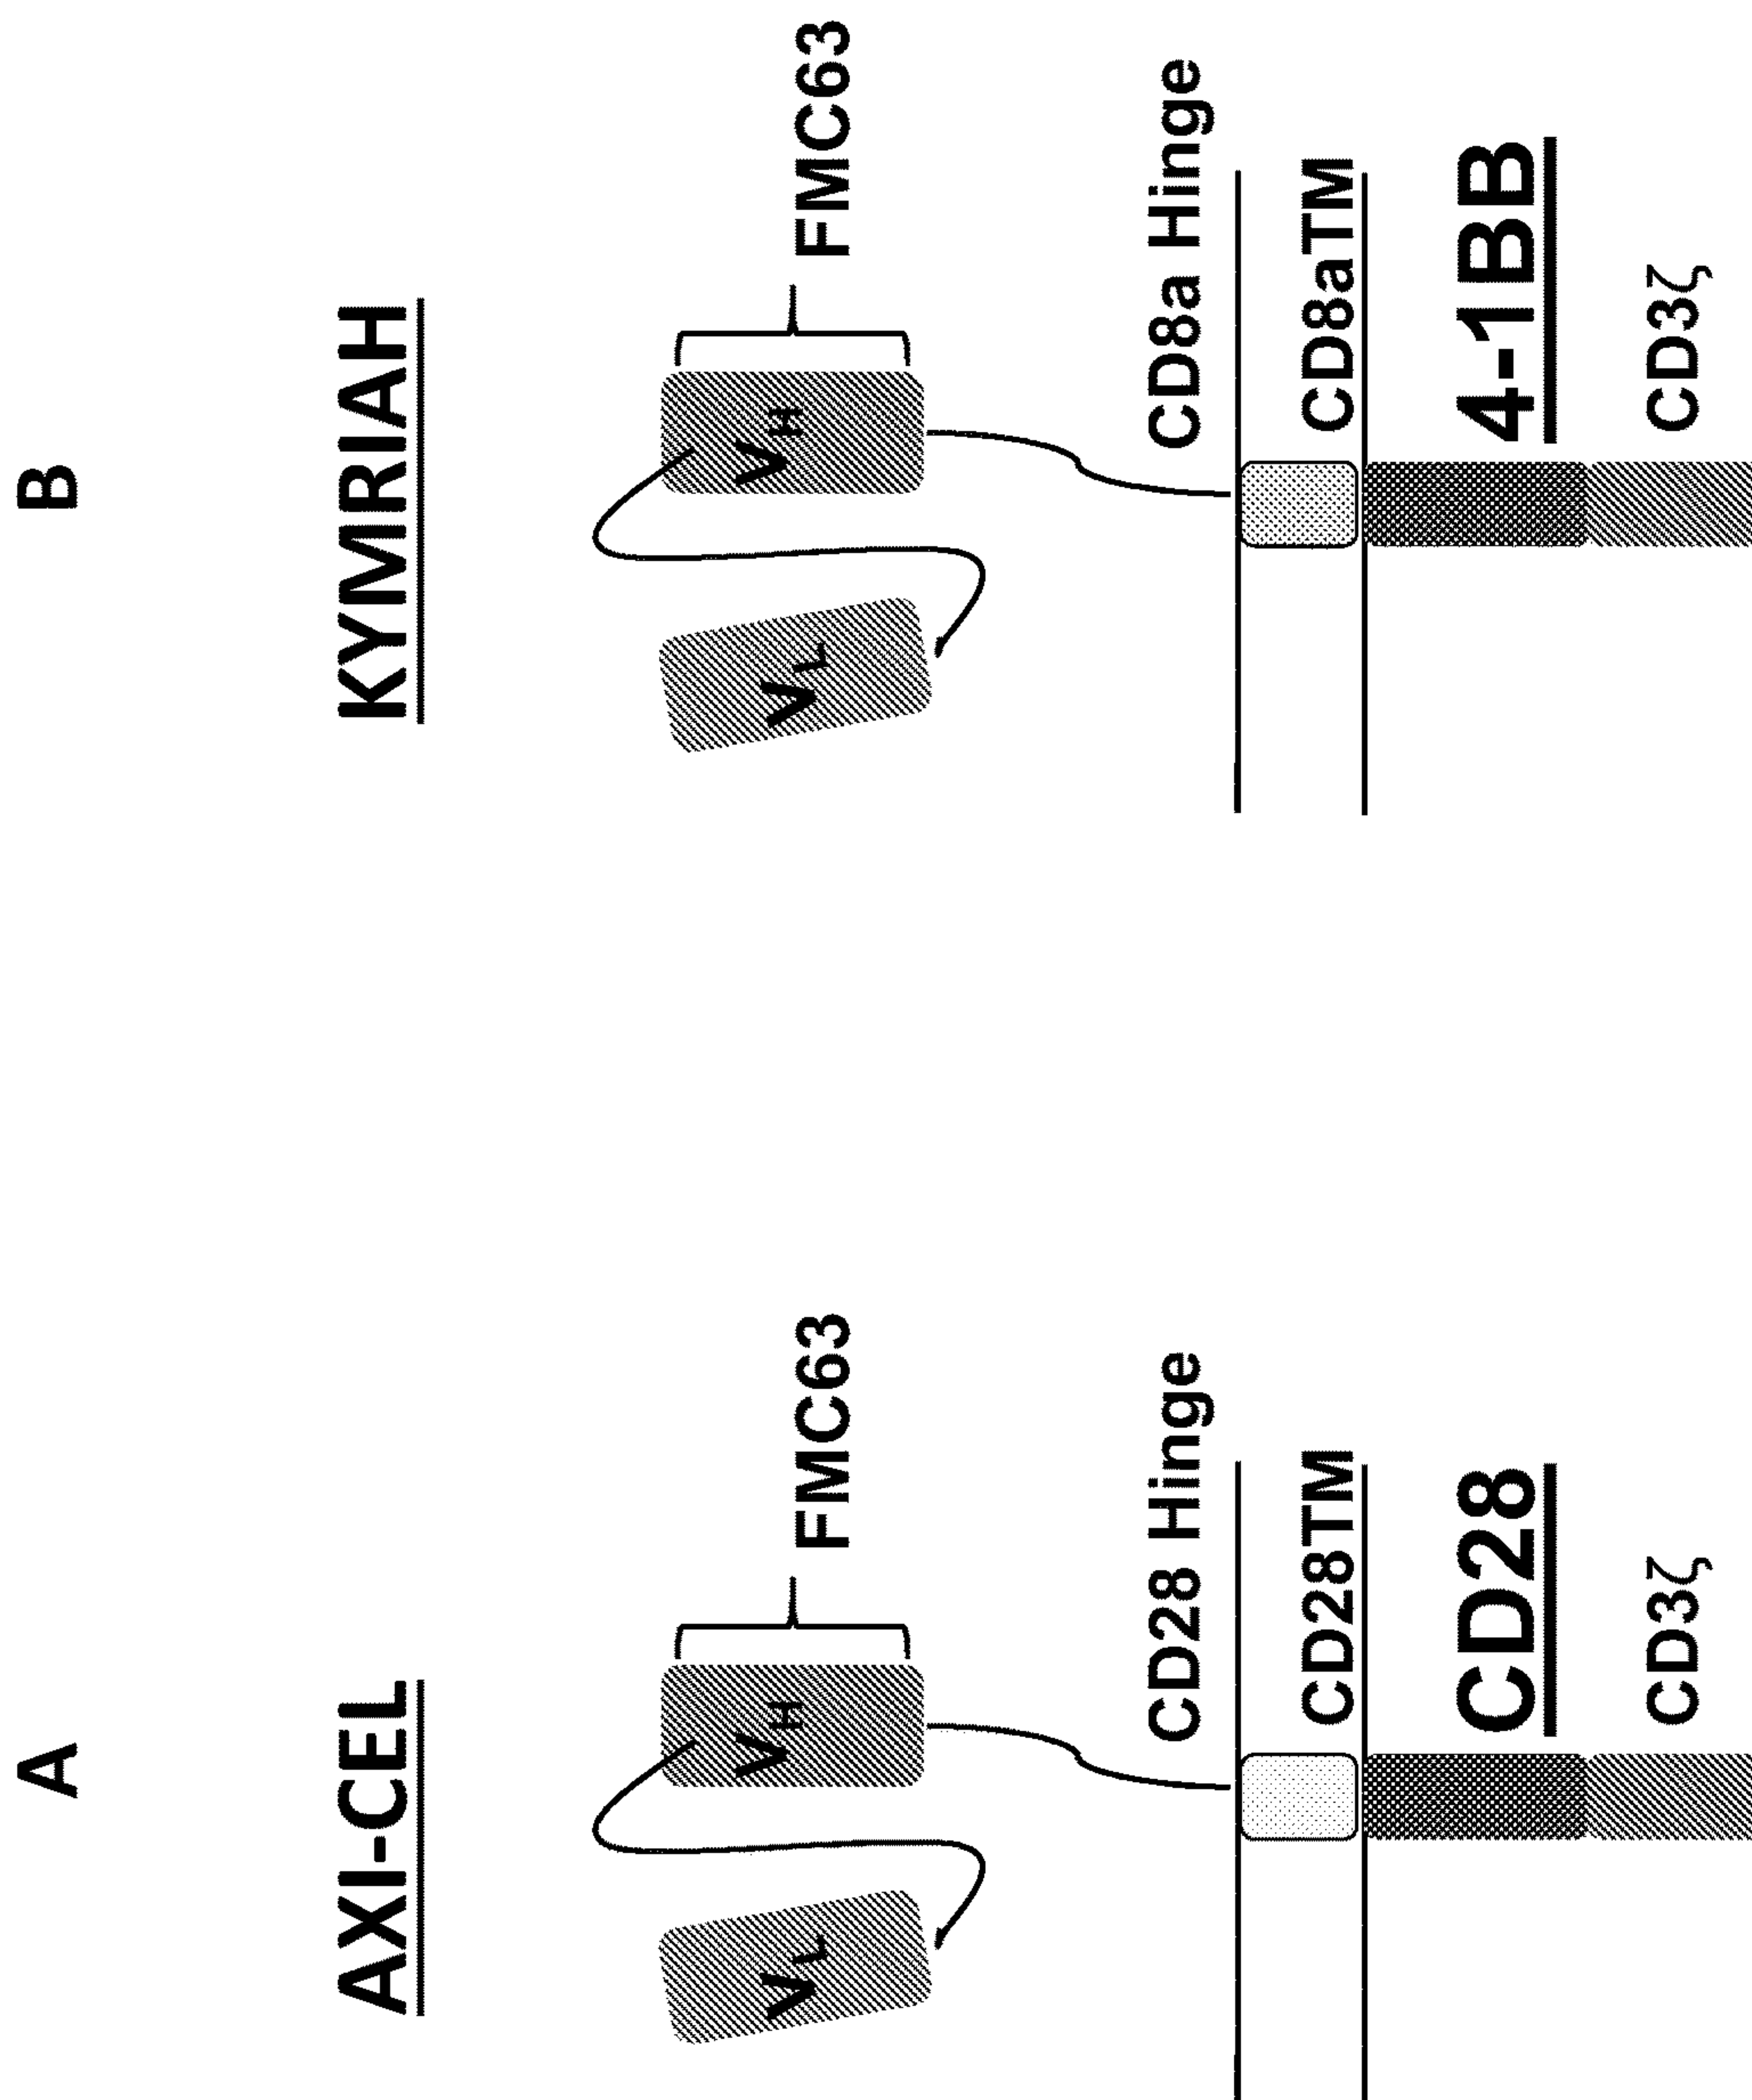 A
AXI-CEL
VL
VH
FMC63
CD28 Hinge
CD28TM
CD28
CD3ζ
B
KYMRIAH
VL
VH
FMC63
CD8a Hinge
CD8aTM
4-1BB
CD3ζ